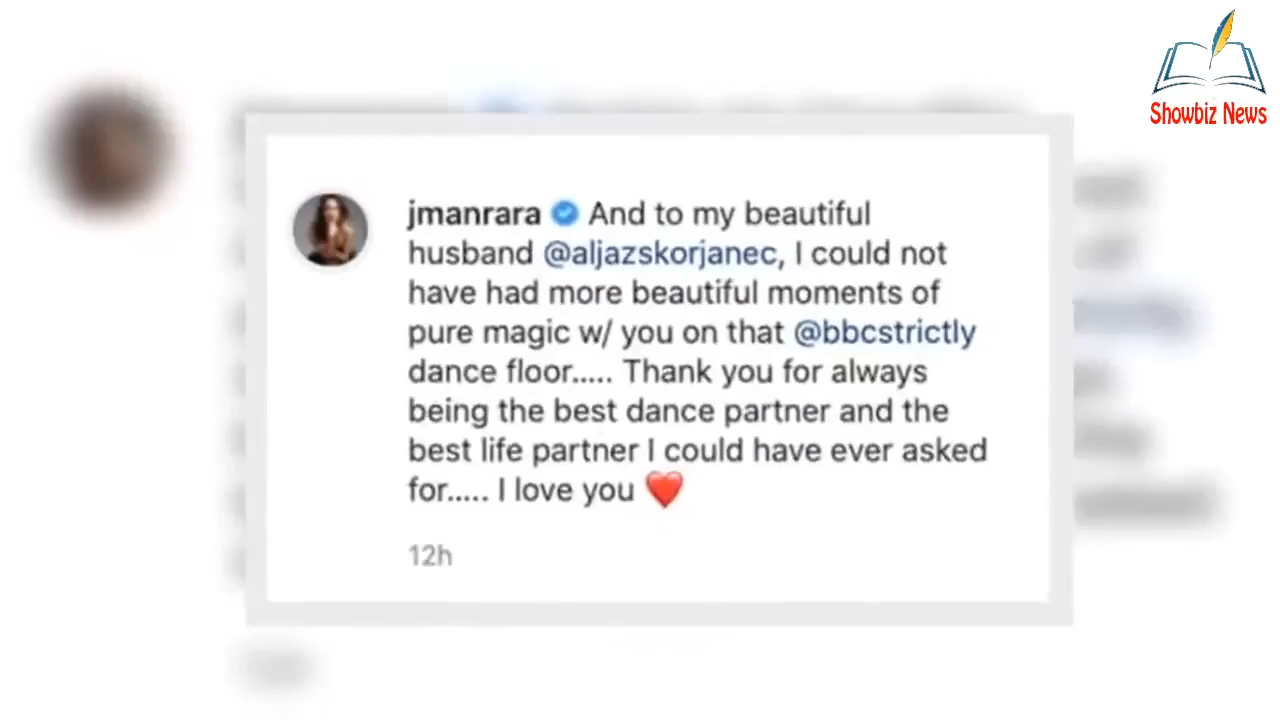 Showbiz News
jmanrara And to my beautiful
husband @aljazskorjanec, I could not
have had more beautiful moments of
pure magic w/ you on that @bbcstrictly
dance floor..... Thank you for always
being the best dance partner and the
best life partner I could have ever asked
for..... I love you ❤️
12h